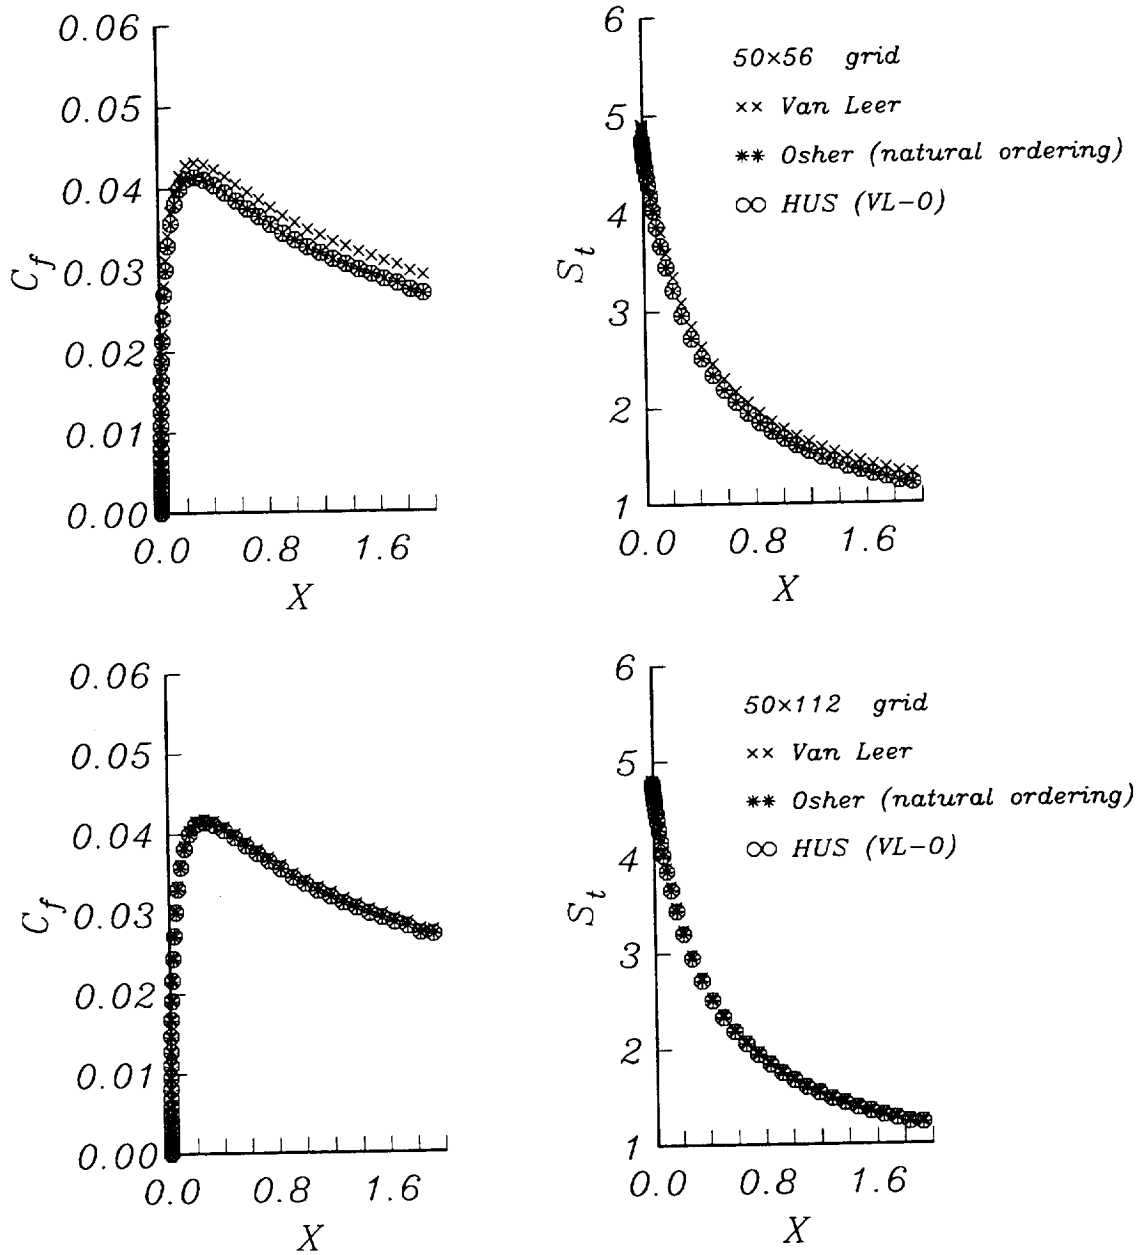 0.06
0.05
0.04
0.03
0.02
0.01
0.00
C_f
0.0 0.8 1.6
X
6
5
4
3
2
1
S_t
0.0 0.8 1.6
X
50×56 grid
×× Van Leer
** Osher (natural ordering)
○○ HUS (VL-O)
0.06
0.05
0.04
0.03
0.02
0.01
0.00
C_f
0.0 0.8 1.6
X
6
5
4
3
2
1
S_t
0.0 0.8 1.6
X
50×112 grid
×× Van Leer
** Osher (natural ordering)
○○ HUS (VL-O)